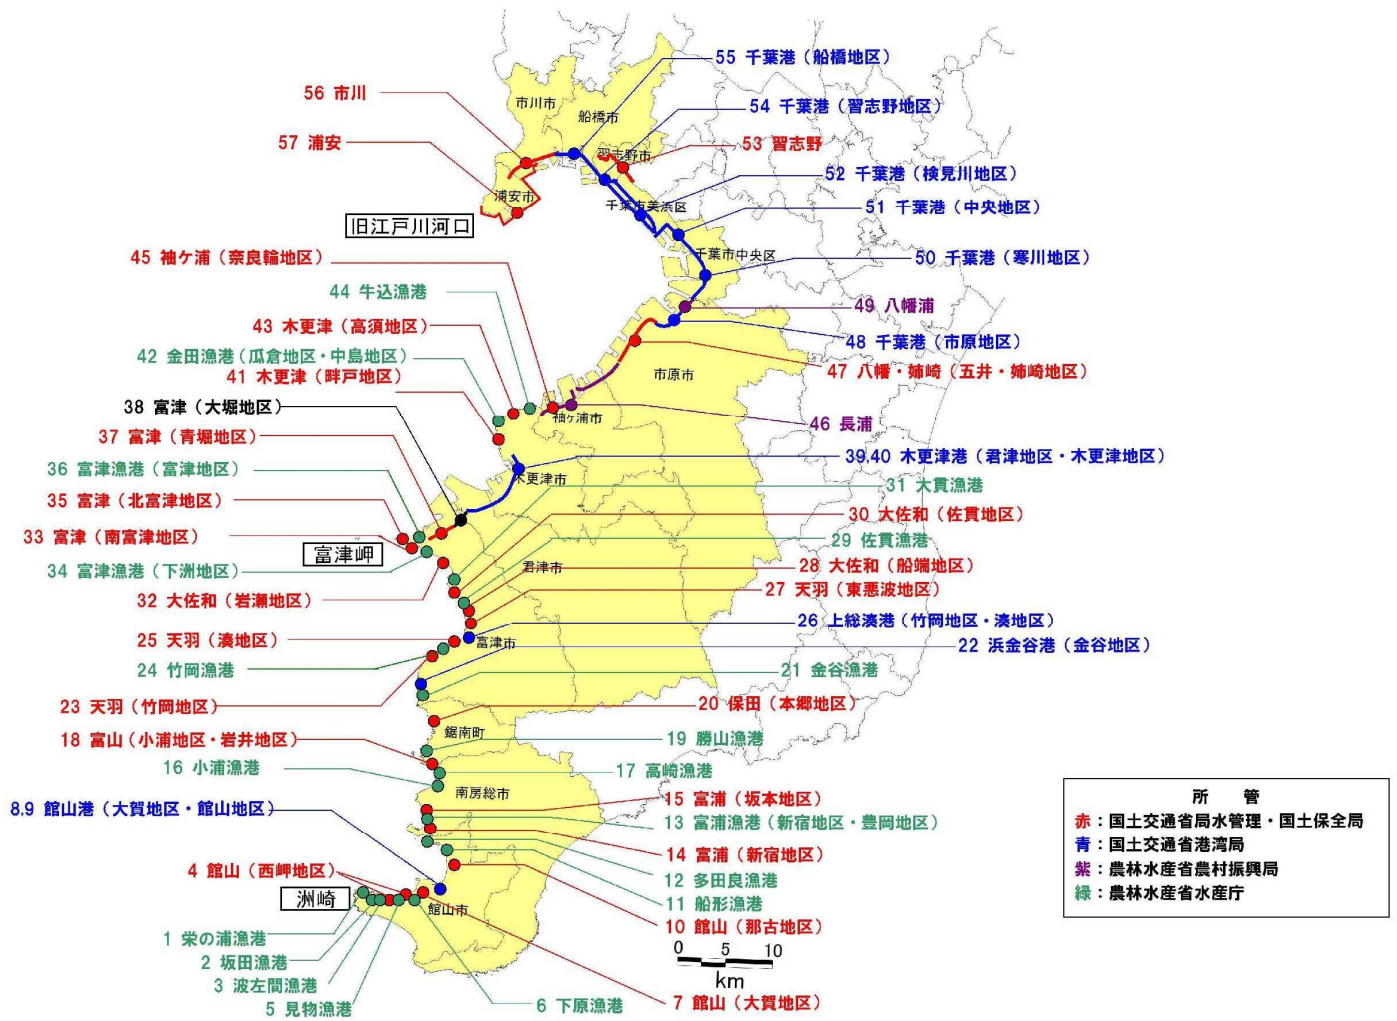 55 千葉港（船橋地区）
56 市川
市川市
54 千葉港（習志野地区）
船橋市
57 浦安
53 習志野
習志野市
52 千葉港（検見川地区）
浦安市
千葉市美浜区
51 千葉港（中央地区）
旧江戸川河口
千葉市中央区
45 袖ケ浦（奈良輪地区）
50 千葉港（寒川地区）
44 牛込漁港
49 八幡浦
43 木更津（高須地区）
48 千葉港（市原地区）
42 金田漁港（瓜倉地区・中島地区）
41 木更津（畔戸地区）
市原市
47 八幡・姉崎（五井・姉崎地区）
38 富津（大堀地区）
袖ヶ浦市
46 長浦
37 富津（青堀地区）
39,40 木更津港（君津地区・木更津地区）
36 富津漁港（富津地区）
木更津市
31 大貫漁港
35 富津（北富津地区）
30 大佐和（佐貫地区）
33 富津（南富津地区）
29 佐貫漁港
富津岬
34 富津漁港（下洲地区）
君津市
28 大佐和（船端地区）
27 天羽（東悪波地区）
32 大佐和（岩瀬地区）
26 上総湊港（竹岡地区・湊地区）
25 天羽（湊地区）
富津市
22 浜金谷港（金谷地区）
24 竹岡漁港
21 金谷漁港
23 天羽（竹岡地区）
20 保田（本郷地区）
鋸南町
18 富山（小浦地区・岩井地区）
19 勝山漁港
16 小浦漁港
17 高崎漁港
南房総市
15 富浦（坂本地区）
8,9 館山港（大賀地区・館山地区）
13 富浦漁港（新宿地区・豊岡地区）
14 富浦（新宿地区）
4 館山（西岬地区）
12 多田良漁港
洲崎
11 船形漁港
館山市
10 館山（那古地区）
1 栄の浦漁港
2 坂田漁港
3 波左間漁港
5 見物漁港
6 下原漁港
7 館山（大賀地区）
0 5 10
km
所　管
赤：国土交通省局水管理・国土保全局
青：国土交通省港湾局
紫：農林水産省農村振興局
緑：農林水産省水産庁